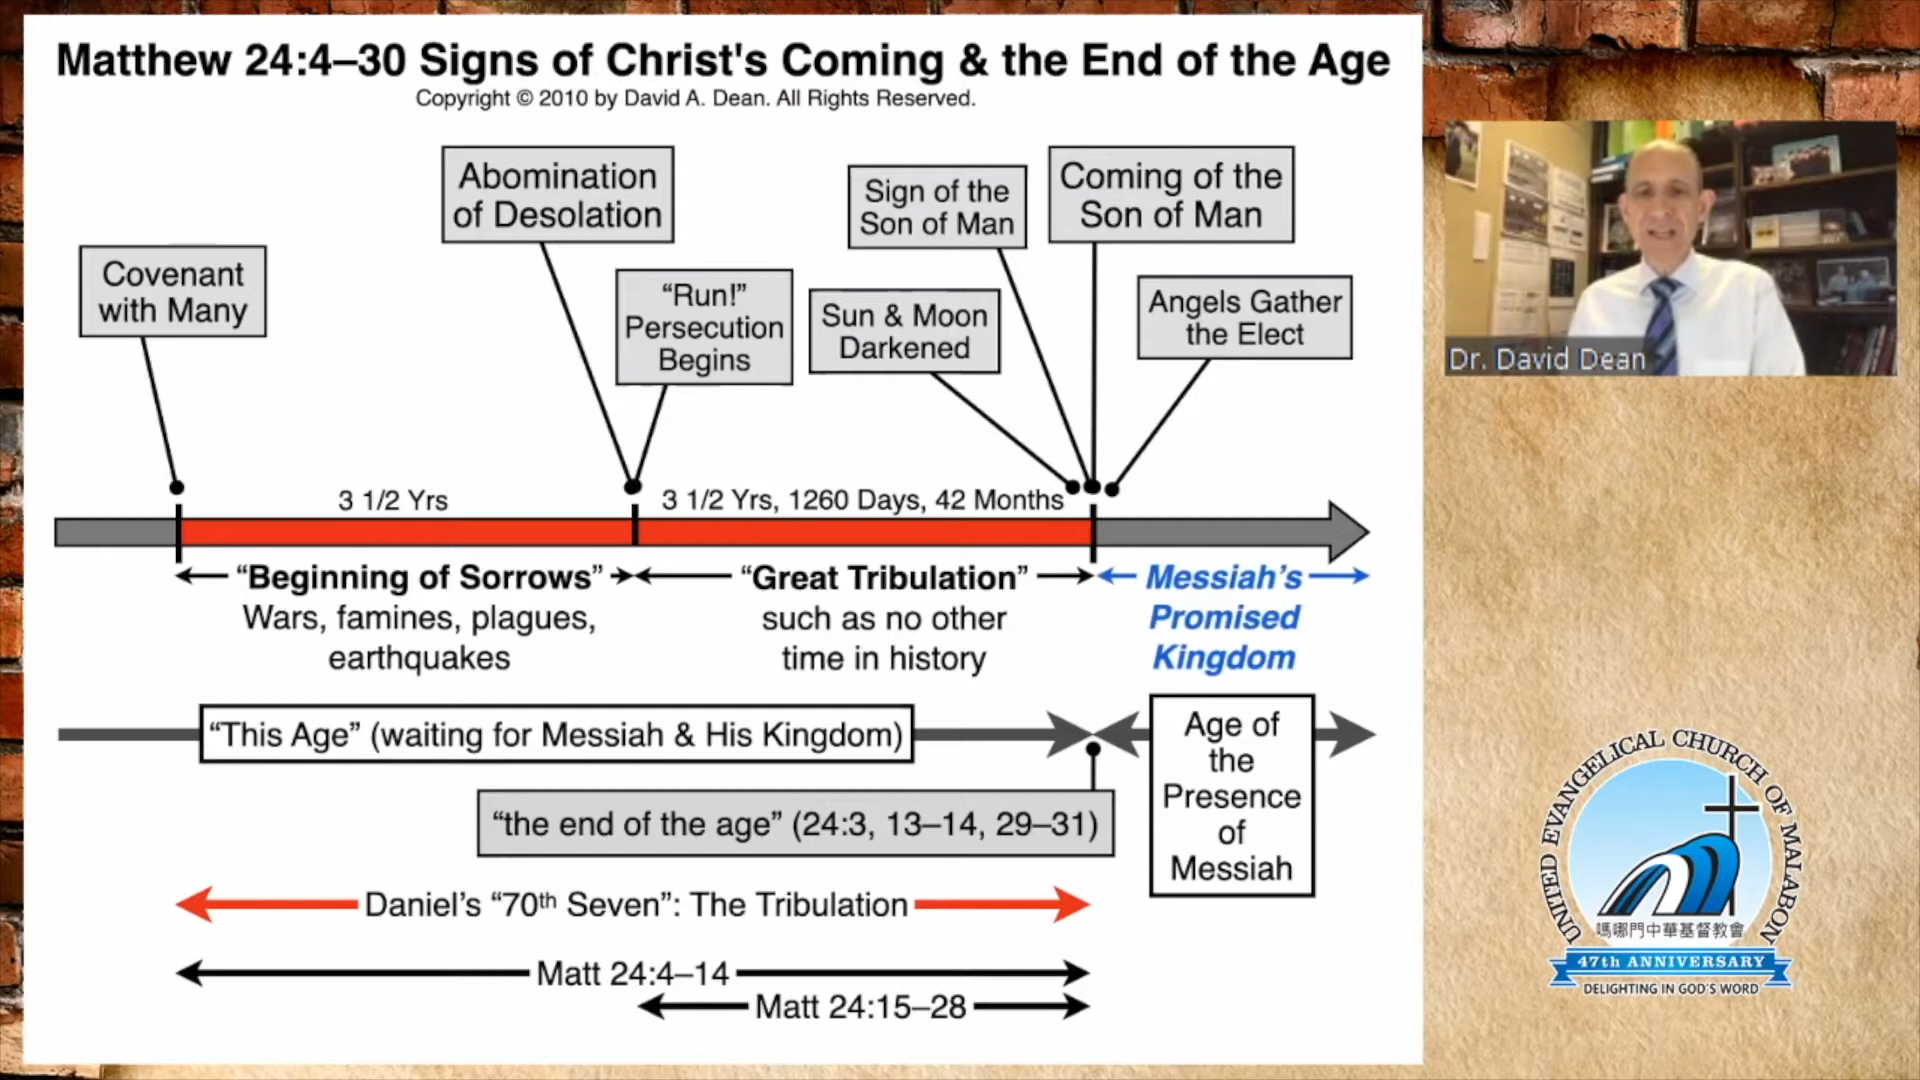 Matthew 24:4–30 Signs of Christ's Coming & the End of the Age
Copyright © 2010 by David A. Dean. All Rights Reserved.
Covenant
with Many
Abomination
of Desolation
“Run!”
Persecution
Begins
Sun & Moon
Darkened
Sign of the
Son of Man
Coming of the
Son of Man
Angels Gather
the Elect
3 1/2 Yrs
3 1/2 Yrs, 1260 Days, 42 Months
“Beginning of Sorrows”
Wars, famines, plagues,
earthquakes
“Great Tribulation”
such as no other
time in history
Messiah’s
Promised
Kingdom
“This Age” (waiting for Messiah & His Kingdom)
Age of
the
Presence
of
Messiah
“the end of the age” (24:3, 13–14, 29–31)
Daniel’s “70th Seven”: The Tribulation
Matt 24:4–14
Matt 24:15–28
Dr. David Dean
UNITED EVANGELICAL CHURCH OF MALABON
嗎哪門中華基督教會
47th ANNIVERSARY
DELIGHTING IN GOD'S WORD